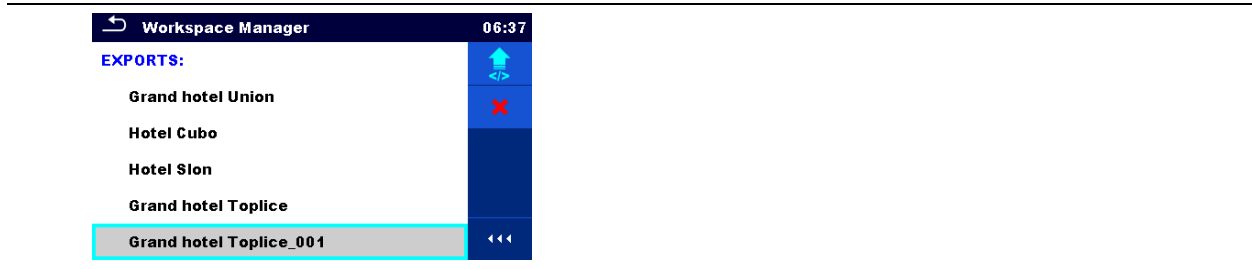 Workspace Manager 06:37
EXPORTS:
</>
Grand hotel Union
Hotel Cubo
Hotel Slon
Grand hotel Toplice
Grand hotel Toplice_001